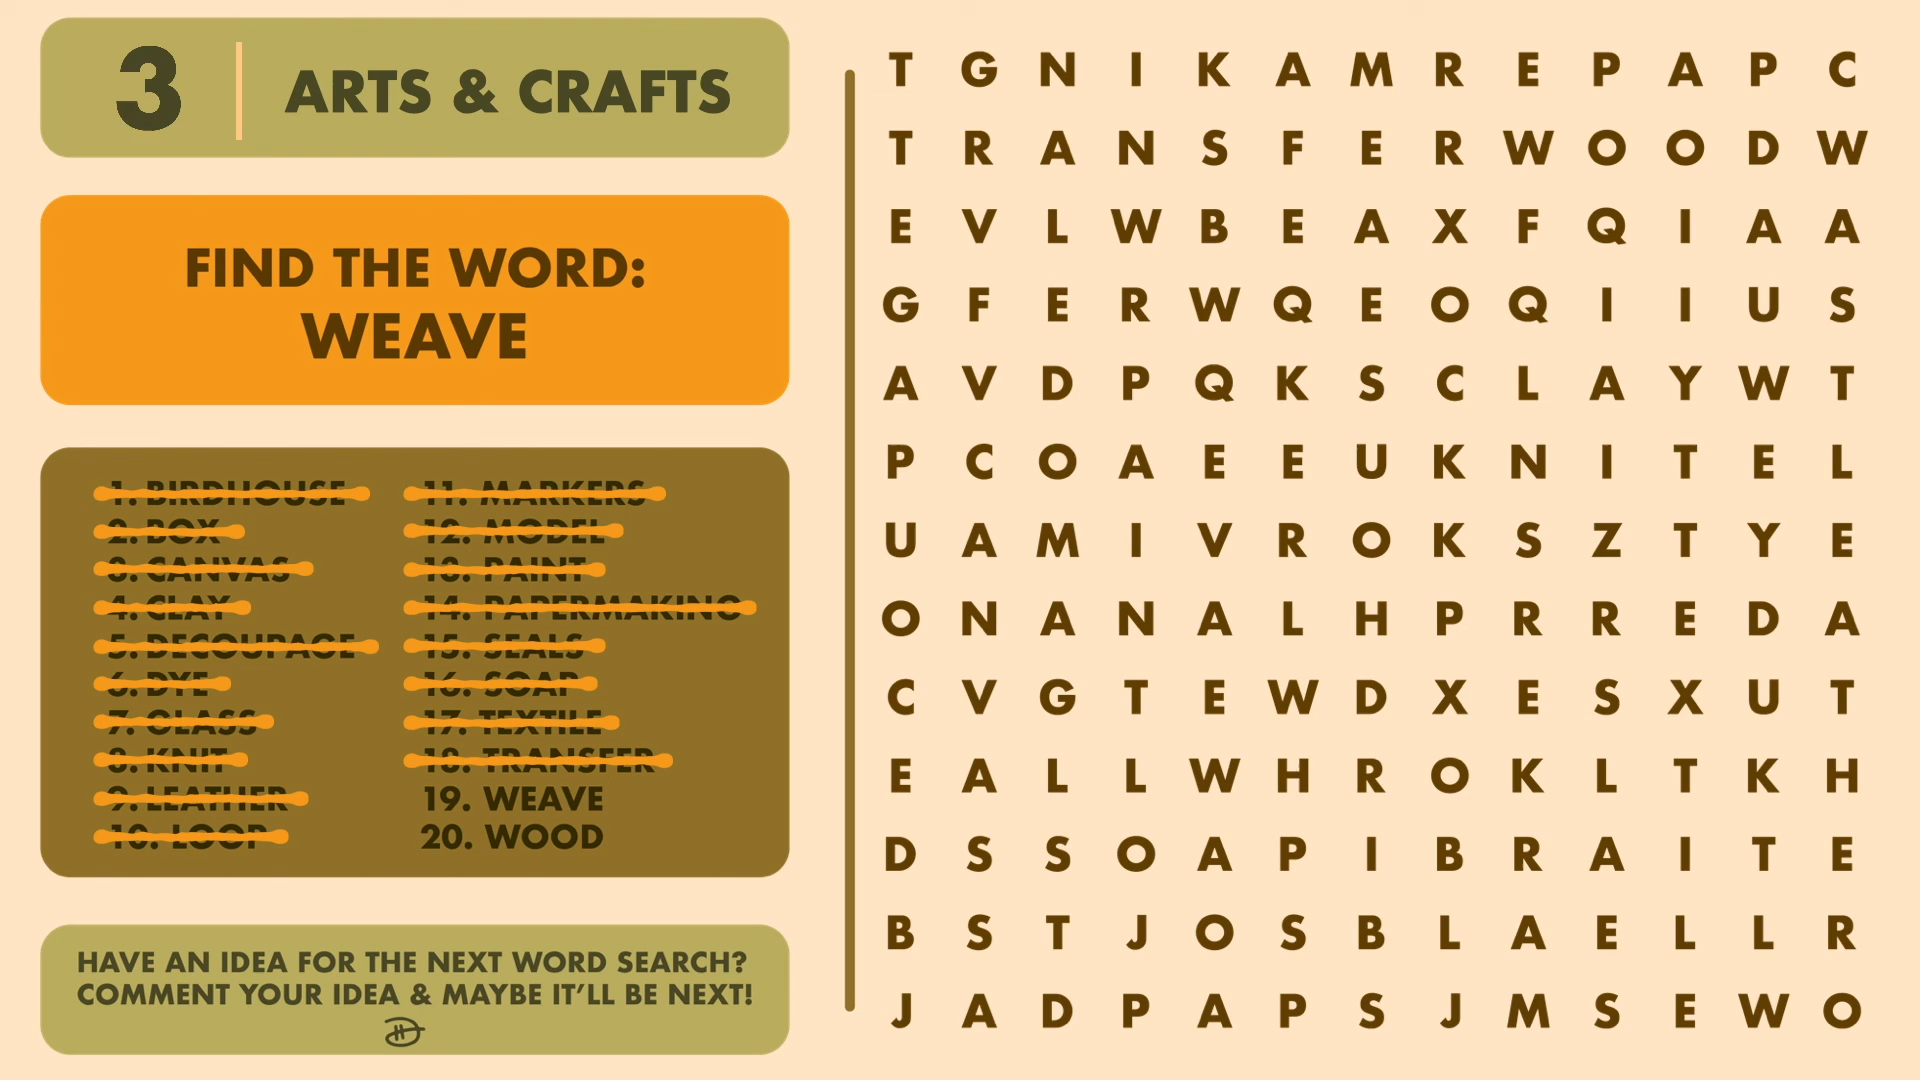 3 ARTS & CRAFTS
FIND THE WORD:
WEAVE
1. BIRDHOUSE
2. BOX
3. CANVAS
4. CLAY
5. DECOUPAGE
6. DYE
7. GLASS
8. KNIT
9. LEATHER
10. LOOP
11. MARKERS
12. MODEL
13. PAINT
14. PAPERMAKING
15. SEALS
16. SOAP
17. TEXTILE
18. TRANSFER
19. WEAVE
20. WOOD
HAVE AN IDEA FOR THE NEXT WORD SEARCH?
COMMENT YOUR IDEA & MAYBE IT'LL BE NEXT!
T G N I K A M R E P A P C
T R A N S F E R W O O D W
E V L W B E A X F Q I A A
G F E R W Q E O Q I I U S
A V D P Q K S C L A Y W T
P C O A E E U K N I T E L
U A M I V R O K S Z T Y E
O N A N A L H P R R E D A
C V G T E W D X E S X U T
E A L L W H R O K L T K H
D S S O A P I B R A I T E
B S T J O S B L A E L L R
J A D P A P S J M S E W O